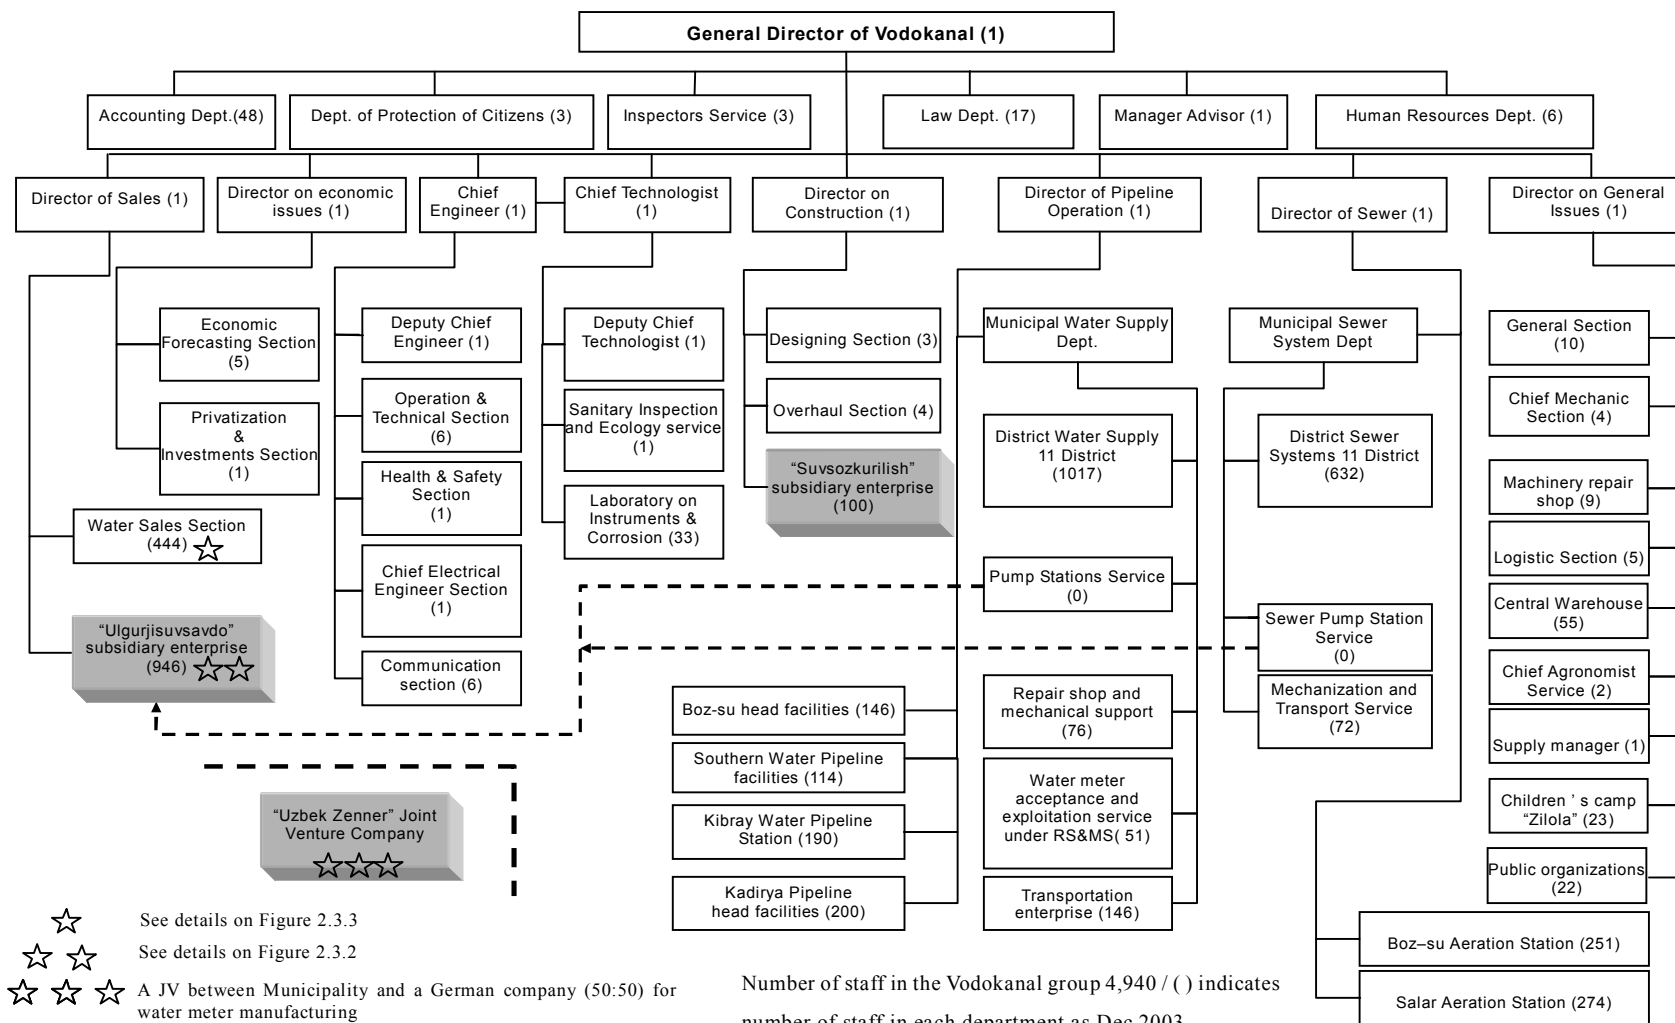 General Director of Vodokanal (1)
Accounting Dept.(48)
Dept. of Protection of Citizens (3)
Inspectors Service (3)
Law Dept. (17)
Manager Advisor (1)
Human Resources Dept. (6)
Director of Sales (1)
Director on economic
issues (1)
Chief
Engineer (1)
Chief Technologist
(1)
Director on
Construction (1)
Director of Pipeline
Operation (1)
Director of Sewer (1)
Director on General
Issues (1)
Economic
Forecasting Section
(5)
Privatization
&
Investments Section
(1)
Water Sales Section
(444)
“Ulgurjisuvsavdo”
subsidiary enterprise
(946)
Deputy Chief
Engineer (1)
Operation &
Technical Section
(6)
Health & Safety
Section
(1)
Chief Electrical
Engineer Section
(1)
Communication
section (6)
Deputy Chief
Technologist (1)
Sanitary Inspection
and Ecology service
(1)
Laboratory on
Instruments &
Corrosion (33)
Designing Section (3)
Overhaul Section (4)
“Suvsozkurilish”
subsidiary enterprise
(100)
Municipal Water Supply
Dept.
District Water Supply
11 District
(1017)
Pump Stations Service
(0)
Repair shop and
mechanical support
(76)
Water meter
acceptance and
exploitation service
under RS&MS( 51)
Transportation
enterprise (146)
Boz-su head facilities (146)
Southern Water Pipeline
facilities (114)
Kibray Water Pipeline
Station (190)
Kadirya Pipeline
head facilities (200)
Municipal Sewer
System Dept
District Sewer
Systems 11 District
(632)
Sewer Pump Station
Service
(0)
Mechanization and
Transport Service
(72)
General Section
(10)
Chief Mechanic
Section (4)
Machinery repair
shop (9)
Logistic Section (5)
Central Warehouse
(55)
Chief Agronomist
Service (2)
Supply manager (1)
Children ’ s camp
“Zilola” (23)
Public organizations
(22)
Boz–su Aeration Station (251)
Salar Aeration Station (274)
“Uzbek Zenner” Joint
Venture Company
See details on Figure 2.3.3
See details on Figure 2.3.2
A JV between Municipality and a German company (50:50) for
water meter manufacturing
Number of staff in the Vodokanal group 4,940 / ( ) indicates
number of staff in each department as Dec 2003